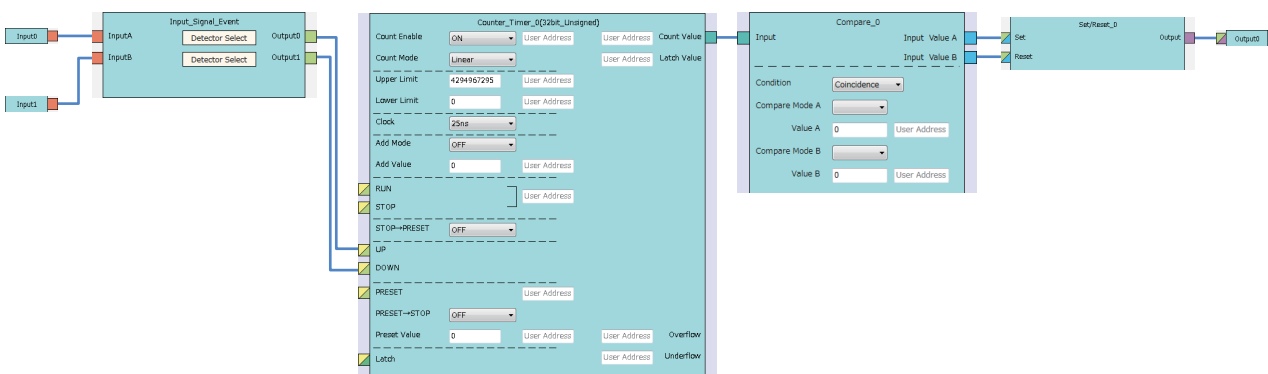 Input0
Input1
Input_Signal_Event
InputA Detector Select Output0
InputB Detector Select Output1
Counter_Timer_0(32bit_Unsigned)
Count Enable ON User Address User Address Count Value
Count Mode Linear User Address Latch Value
Upper Limit 4294967295 User Address
Lower Limit 0 User Address
Clock 25ns
Add Mode OFF
Add Value 0 User Address
RUN
User Address
STOP
STOP→PRESET OFF
UP
DOWN
PRESET User Address
PRESET→STOP OFF
Preset Value 0 User Address User Address Overflow
Latch User Address Underflow
Compare_0
Input Input Value A
Input Value B
Condition Coincidence
Compare Mode A
Value A 0 User Address
Compare Mode B
Value B 0 User Address
Set/Reset_0
Set Output
Reset
Output0